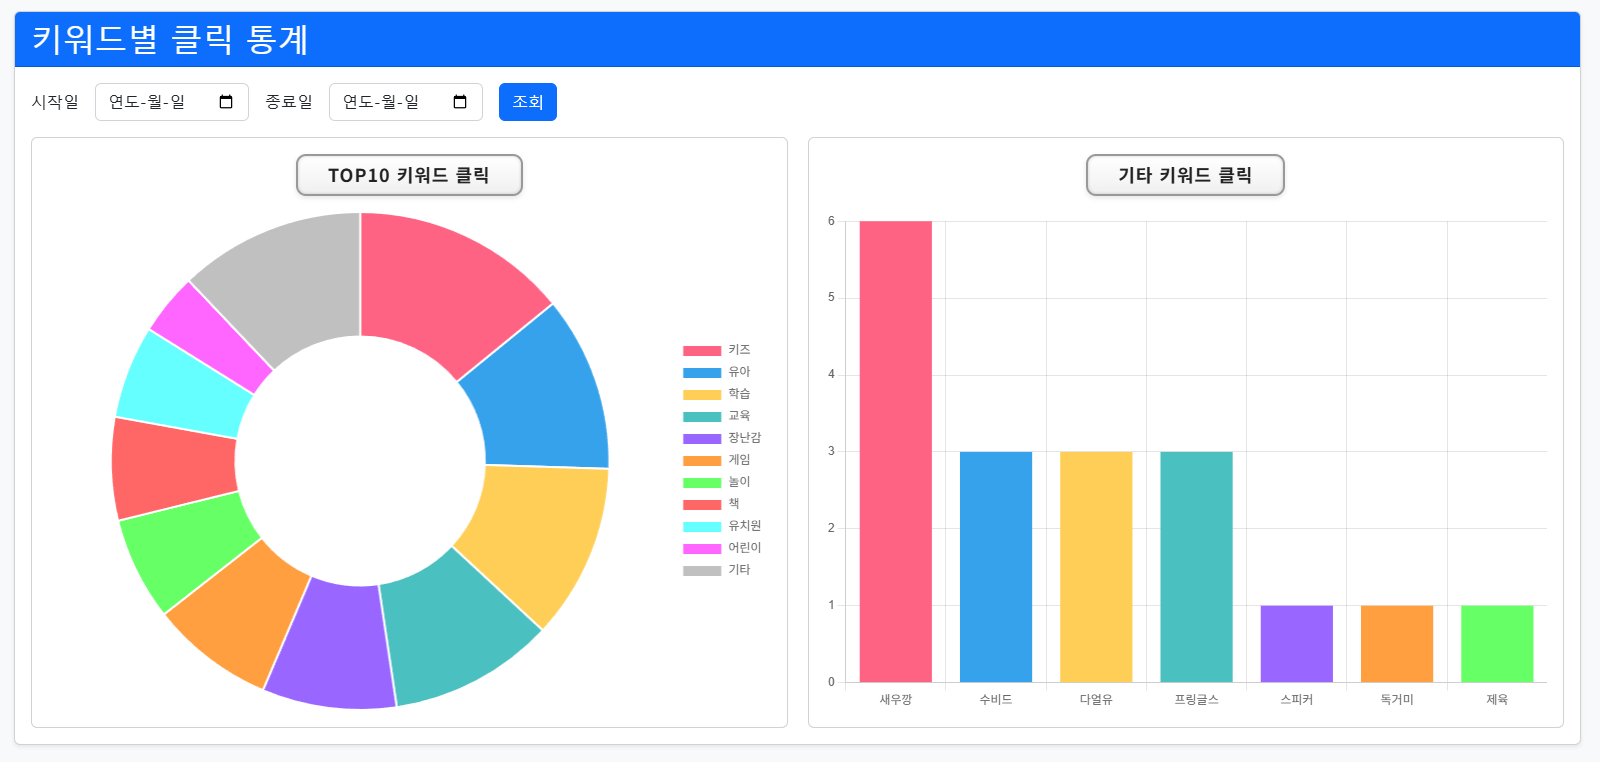 키워드별 클릭 통계
시작일 연도-월-일 종료일 연도-월-일 조회
TOP10 키워드 클릭
키즈
유아
학습
교육
장난감
게임
놀이
책
유치원
어린이
기타
기타 키워드 클릭
6
5
4
3
2
1
0
새우깡 수비드 다얼유 프링글스 스피커 독거미 제육